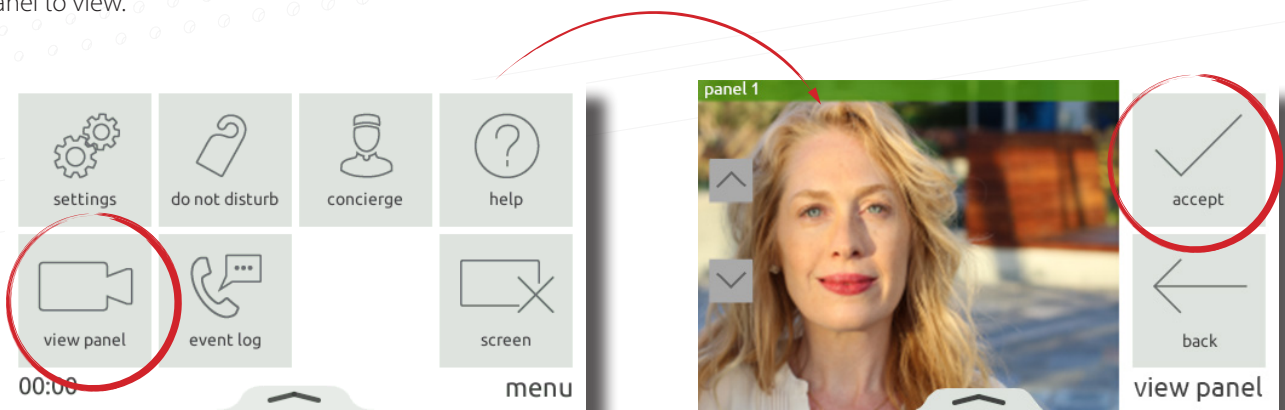 panel to view.
panel 1
settings
do not disturb
concierge
help
accept
view panel
event log
screen
back
00:00
menu
view panel